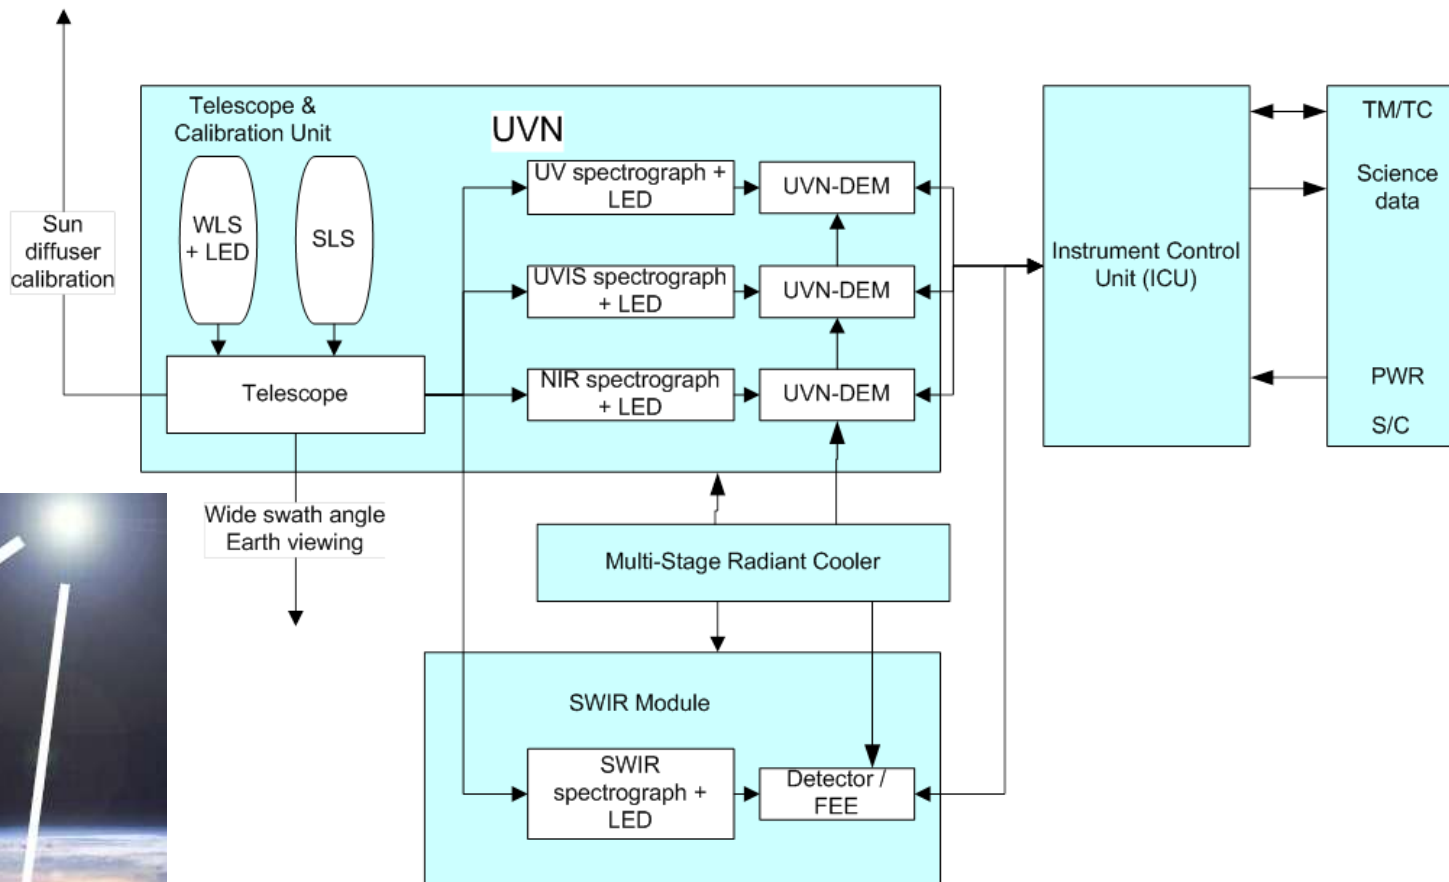 Telescope &
Calibration Unit
UVN
WLS
+ LED
SLS
Sun
diffuser
calibration
Telescope
UV spectrograph +
LED
UVN-DEM
UVIS spectrograph
+ LED
UVN-DEM
NIR spectrograph
+ LED
UVN-DEM
Instrument Control
Unit (ICU)
TM/TC
Science
data
PWR
S/C
Wide swath angle
Earth viewing
Multi-Stage Radiant Cooler
SWIR Module
SWIR
spectrograph +
LED
Detector /
FEE